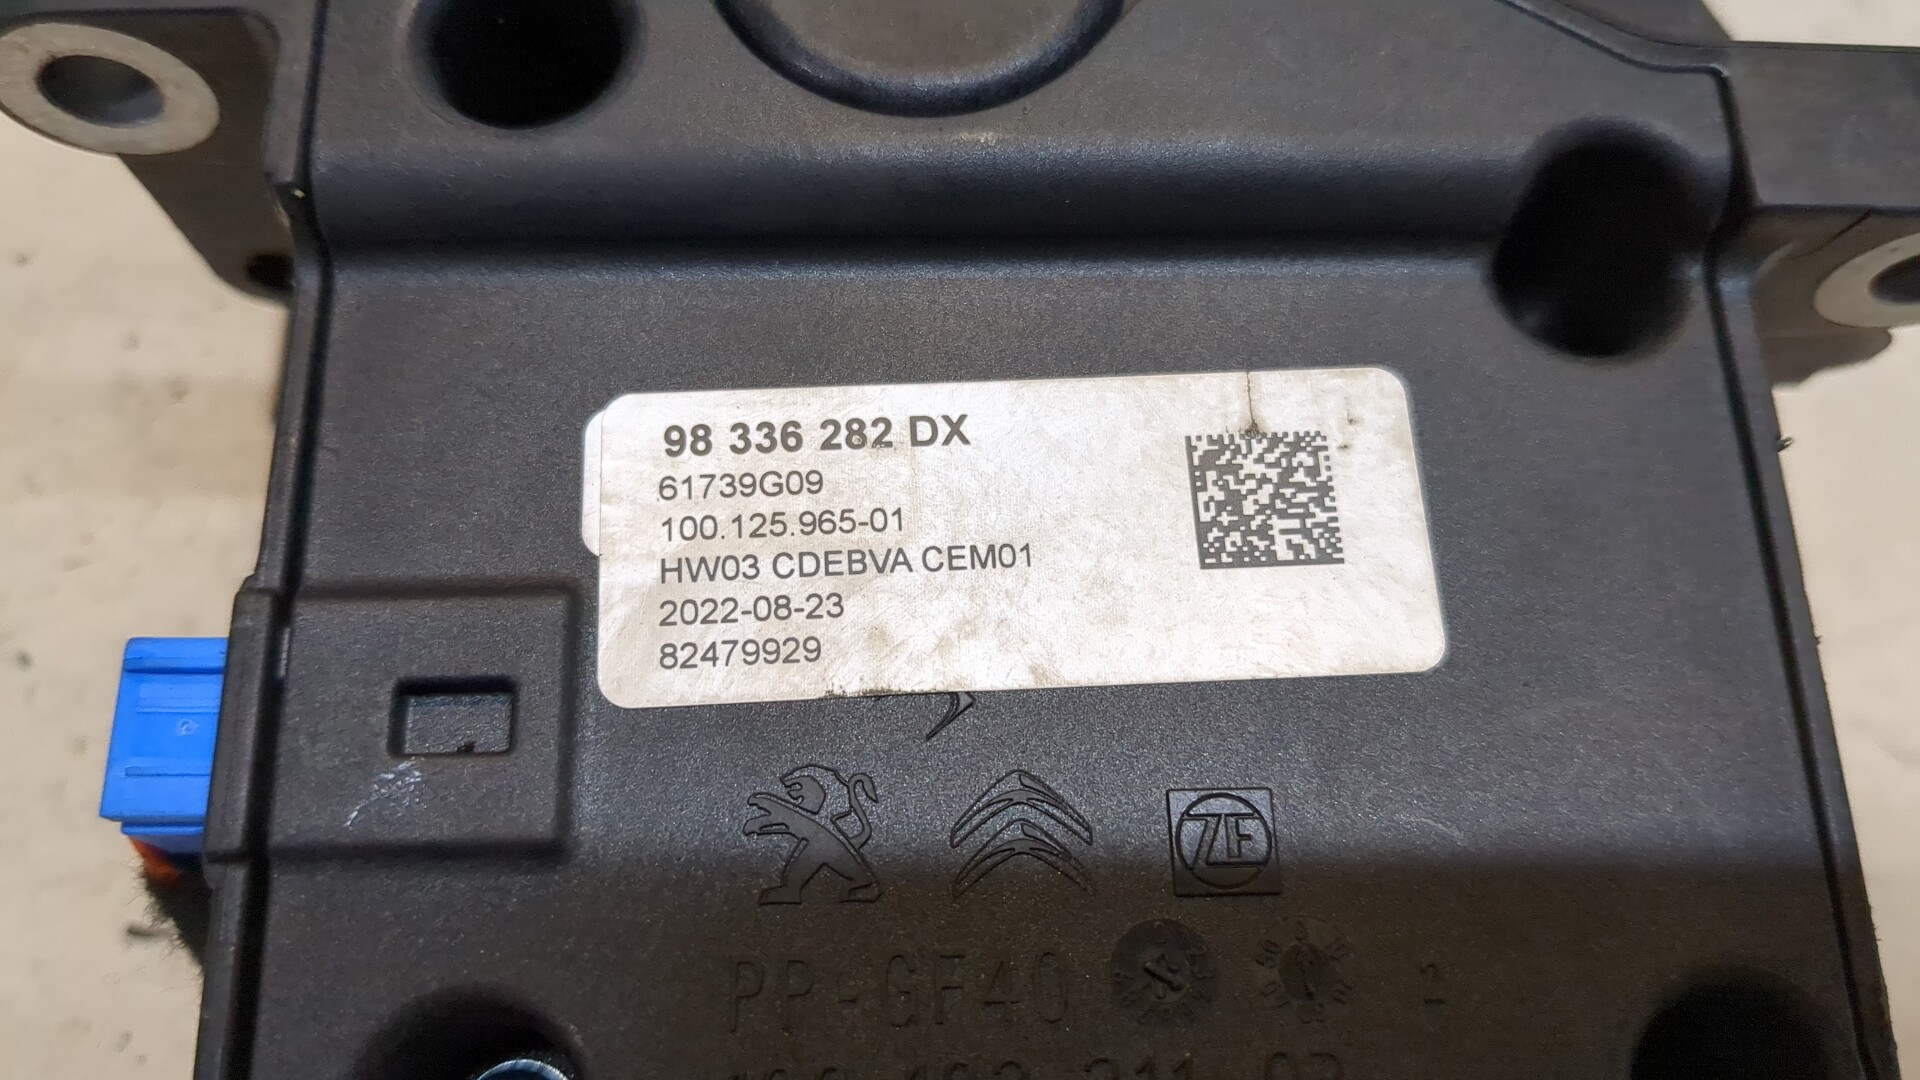 98 336 282 DX
61739G09
100.125.965-01
HW03 CDEBVA CEM01
2022-08-23
82479929
ZF
PP-GF40
2